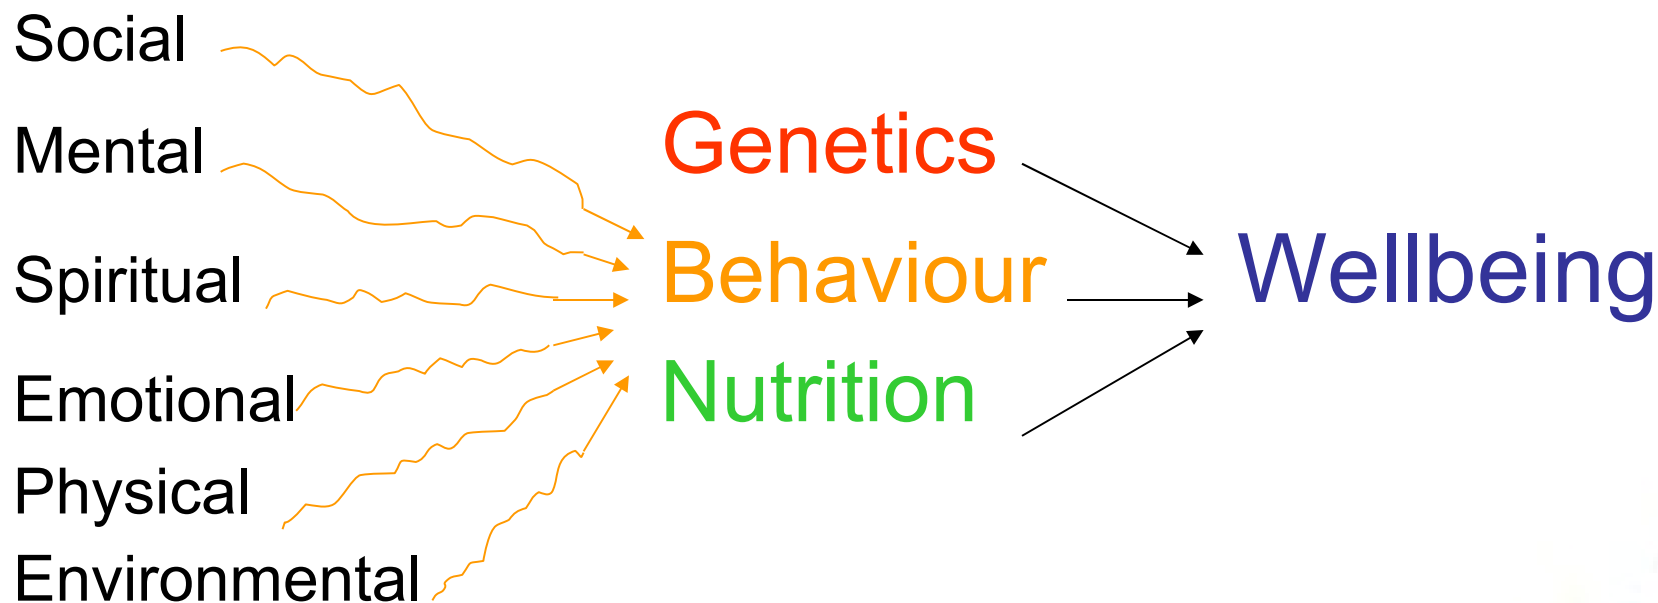 Social
Mental
Spiritual
Emotional
Physical
Environmental
Genetics
Behaviour
Nutrition
Wellbeing